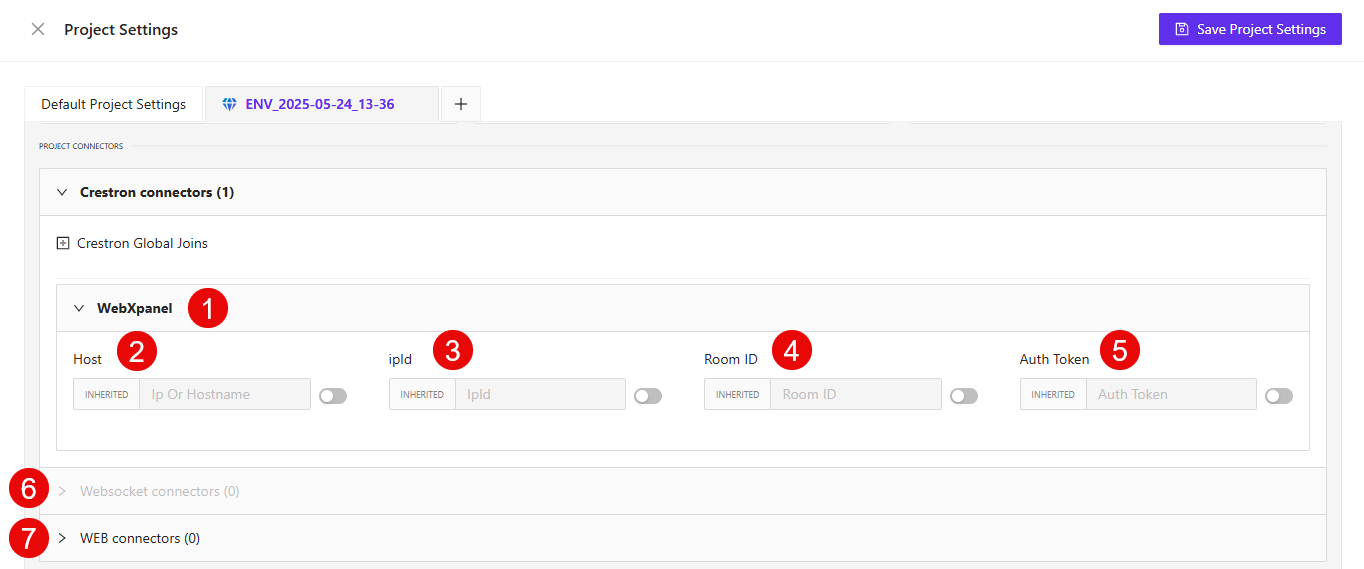 Project Settings
Save Project Settings
Default Project Settings
ENV_2025-05-24_13-36
PROJECT CONNECTORS
Crestron connectors (1)
Crestron Global Joins
WebXpanel 1
Host 2
ipId 3
Room ID 4
Auth Token 5
INHERITED Ip Or Hostname
INHERITED IpId
INHERITED Room ID
INHERITED Auth Token
6 Websocket connectors (0)
7 WEB connectors (0)